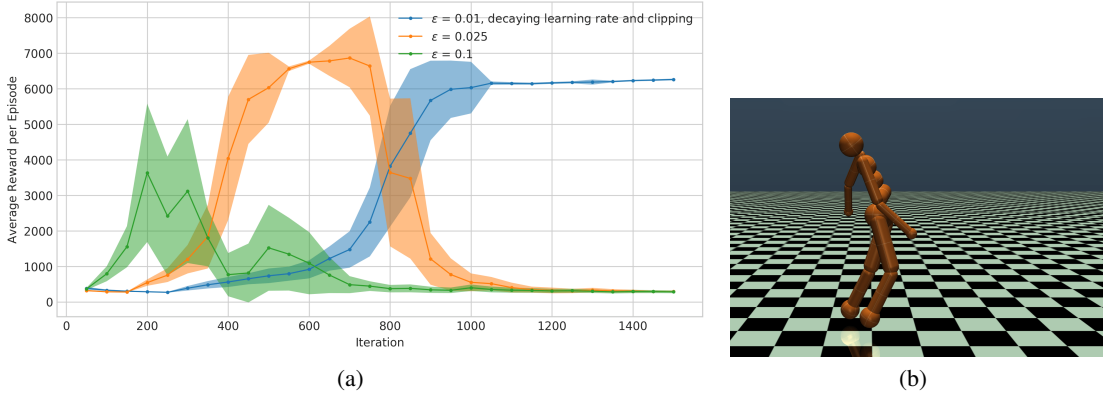 8000
7000
6000
5000
4000
3000
2000
1000
0
Average Reward per Episode
ε = 0.01, decaying learning rate and clipping
ε = 0.025
ε = 0.1
0 200 400 600 800 1000 1200 1400
Iteration
(a) (b)